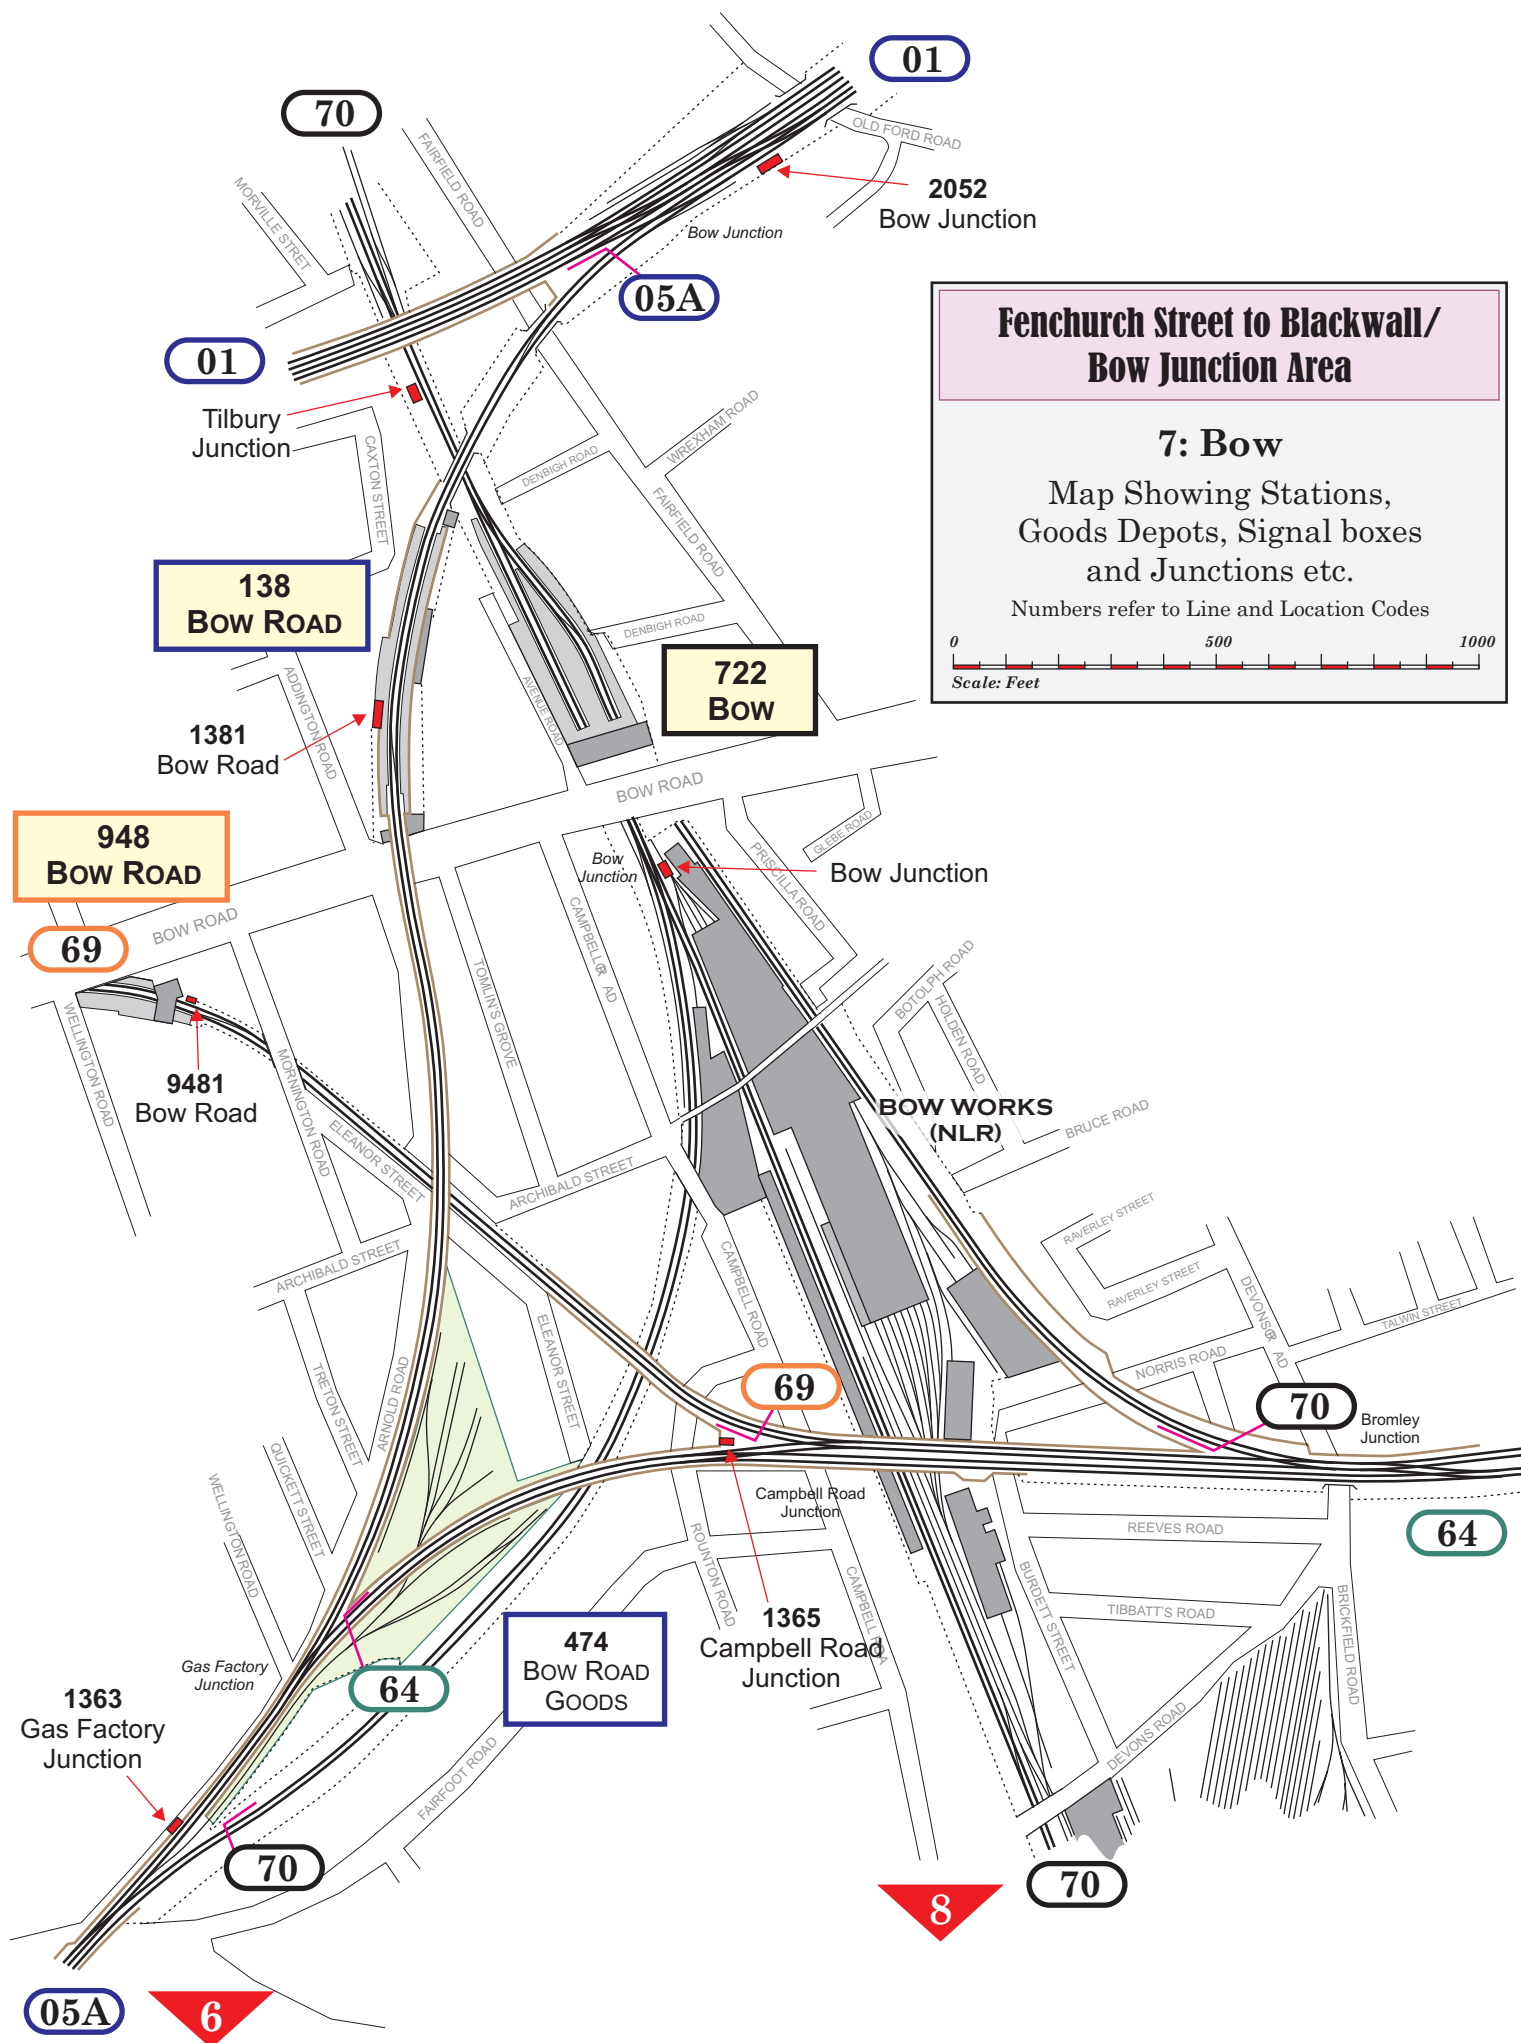 01
70
OLD FORD ROAD
FAIRFIELD ROAD
MORVILLE STRET
2052
Bow Junction
Bow Junction
05A
01
Fenchurch Street to Blackwall/
Bow Junction Area
7: Bow
Map Showing Stations,
Goods Depots, Signal boxes
and Junctions etc.
Numbers refer to Line and Location Codes
0 500 1000
Scale: Feet
Tilbury
Junction
CAXTON STREET
WREXHAM ROAD
DENBIGH ROAD
FAIRFIELD ROAD
138
BOW ROAD
DENBIGH ROAD
722
BOW
ADDINGTON ROAD
AVENUE ROAD
1381
Bow Road
BOW ROAD
GLEBE ROAD
PRISCILLA ROAD
948
BOW ROAD
Bow
Junction
Bow Junction
CAMPBELL R AD
BOW ROAD
69
TOMLIN'S GROVE
BOTOLPH ROAD
HOLDEN ROAD
WELLINGTON ROAD
9481
Bow Road
MORNINGTON ROAD
ELEANOR STREET
BOW WORKS
(NLR)
BRUCE ROAD
ARCHIBALD STREET
ARCHIBALD STREET
RAVERLEY STREET
RAVERLEY STREET
CAMPBELL ROAD
DEVONS R AD
TALWIN STREET
ELEANOR STREET
NORRIS ROAD
TRETON STREET
ARNOLD ROAD
69
70
Bromley
Junction
QUICKETT STREET
WELLINGTON ROAD
Campbell Road
Junction
64
REEVES ROAD
ROUNTON ROAD
CAMPBELL ROA
BURDETT STREET
TIBBATT'S ROAD
BRICKFIELD ROAD
1365
Campbell Road
Junction
474
BOW ROAD
GOODS
Gas Factory
Junction
64
1363
Gas Factory
Junction
DEVONS ROAD
FAIRFOOT ROAD
70
70
8
05A
6